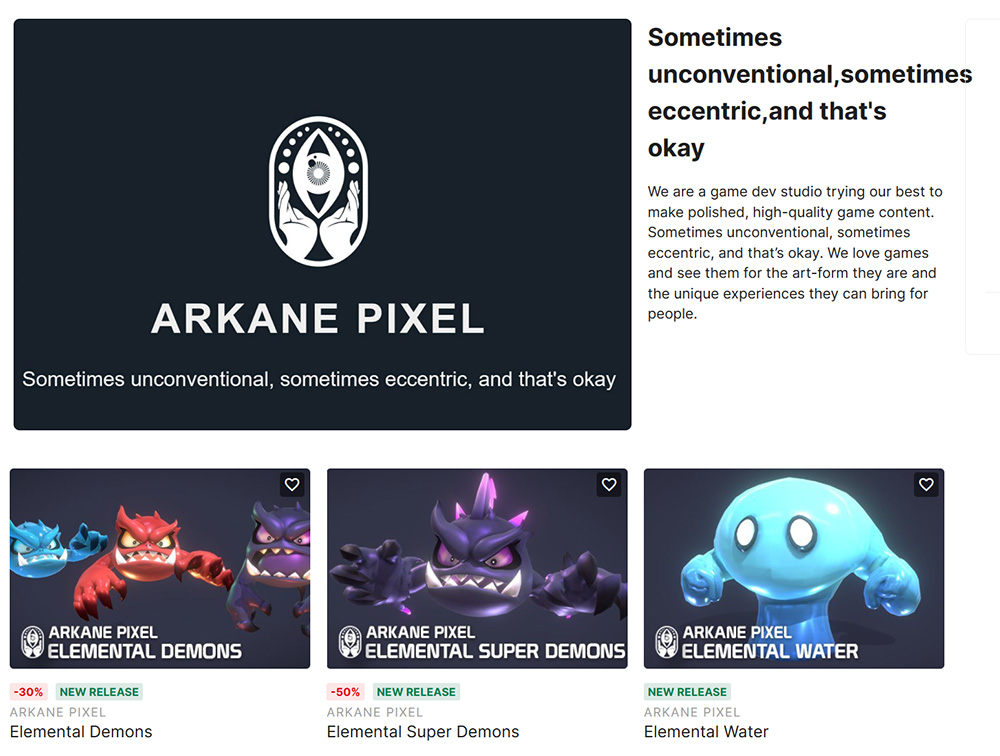 Sometimes
unconventional,sometimes
eccentric,and that's
okay
We are a game dev studio trying our best to
make polished, high-quality game content.
Sometimes unconventional, sometimes
eccentric, and that’s okay. We love games
and see them for the art-form they are and
the unique experiences they can bring for
people.
ARKANE PIXEL
Sometimes unconventional, sometimes eccentric, and that's okay
ARKANE PIXEL
ELEMENTAL DEMONS
-30% NEW RELEASE
ARKANE PIXEL
Elemental Demons
ARKANE PIXEL
ELEMENTAL SUPER DEMONS
-50% NEW RELEASE
ARKANE PIXEL
Elemental Super Demons
ARKANE PIXEL
ELEMENTAL WATER
NEW RELEASE
ARKANE PIXEL
Elemental Water